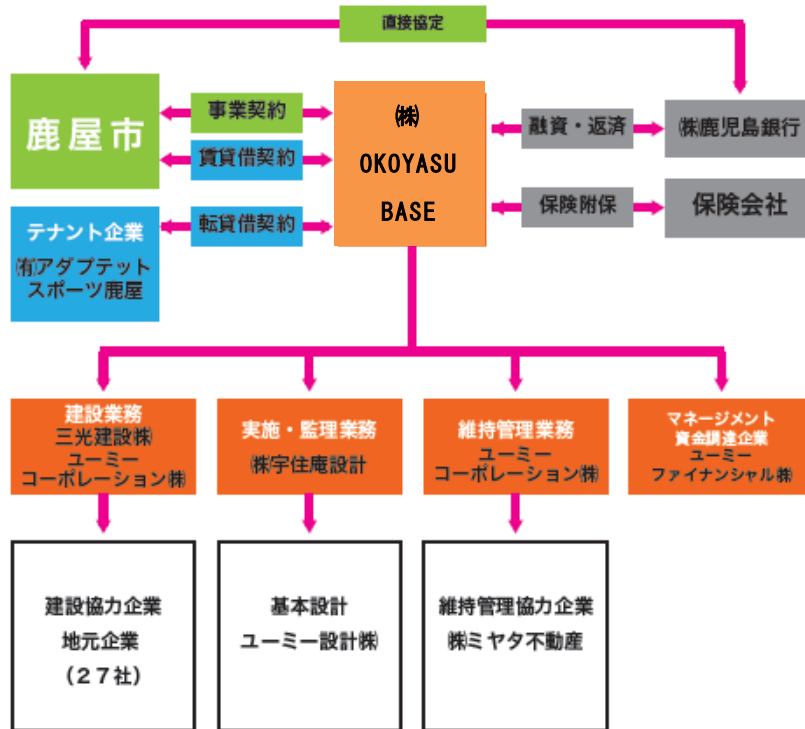 直接協定
鹿屋市
事業契約
賃貸借契約
㈱
OKOYASU
BASE
融資・返済
㈱鹿児島銀行
保険附保
保険会社
テナント企業
㈲アダプテット
スポーツ鹿屋
転貸借契約
建設業務
三光建設㈱
ユーミー
コーポレーション㈱
実施・監理業務
㈱宇住庵設計
維持管理業務
ユーミー
コーポレーション㈱
マネージメント
資金調達企業
ユーミー
ファイナンシャル㈱
建設協力企業
地元企業
（２７社）
基本設計
ユーミー設計㈱
維持管理協力企業
㈱ミヤタ不動産